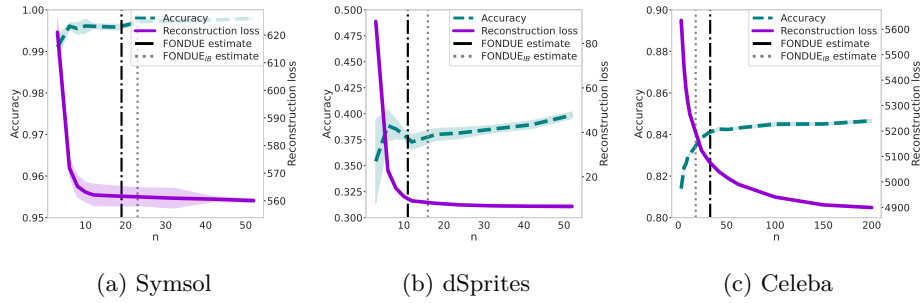 1.00
0.99
0.98
0.97
0.96
0.95
Accuracy
10 20 30 40 50
n
620
610
600
590
580
570
560
Reconstruction loss
Accuracy
Reconstruction loss
FONDUE estimate
FONDUE_IB estimate
(a) Symsol
0.500
0.475
0.450
0.425
0.400
0.375
0.350
0.325
0.300
Accuracy
10 20 30 40 50
n
80
60
40
20
Reconstruction loss
Accuracy
Reconstruction loss
FONDUE estimate
FONDUE_IB estimate
(b) dSprites
0.90
0.88
0.86
0.84
0.82
0.80
Accuracy
0 50 100 150 200
n
5600
5500
5400
5300
5200
5100
5000
4900
Reconstruction loss
Accuracy
Reconstruction loss
FONDUE estimate
FONDUE_IB estimate
(c) Celeba